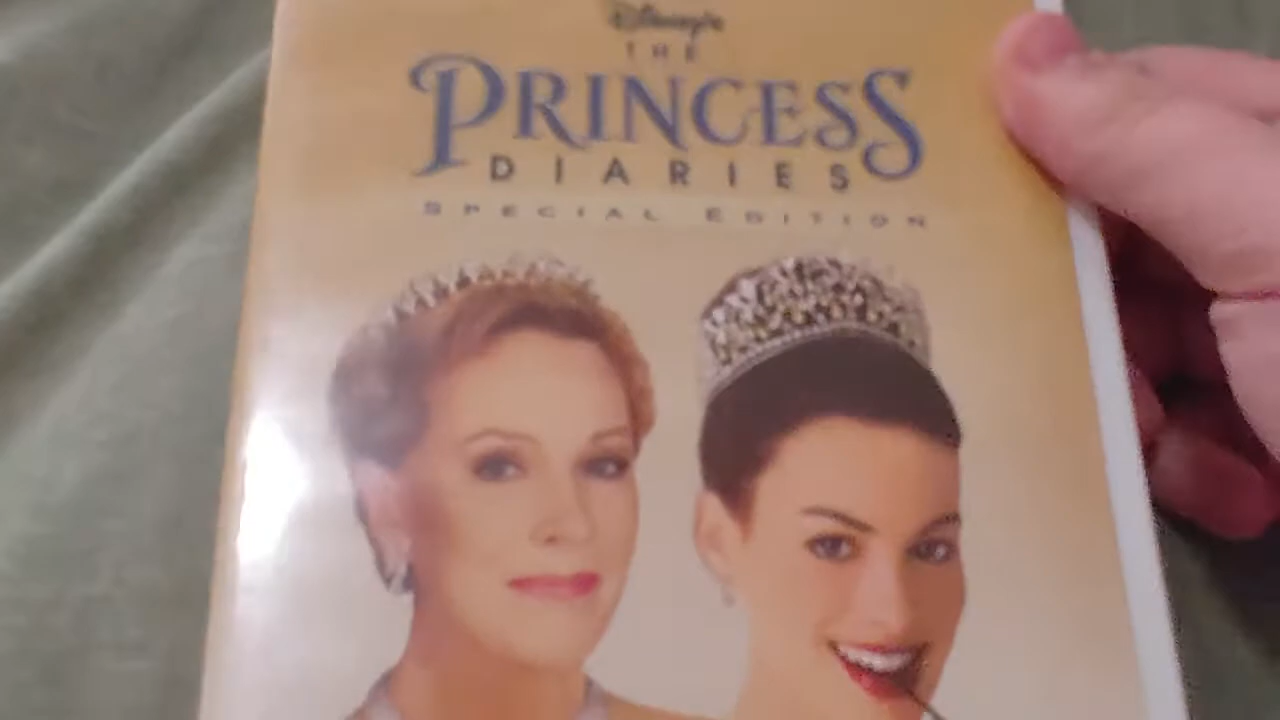 Disney's
THE
PRINCESS
DIARIES
SPECIAL EDITION